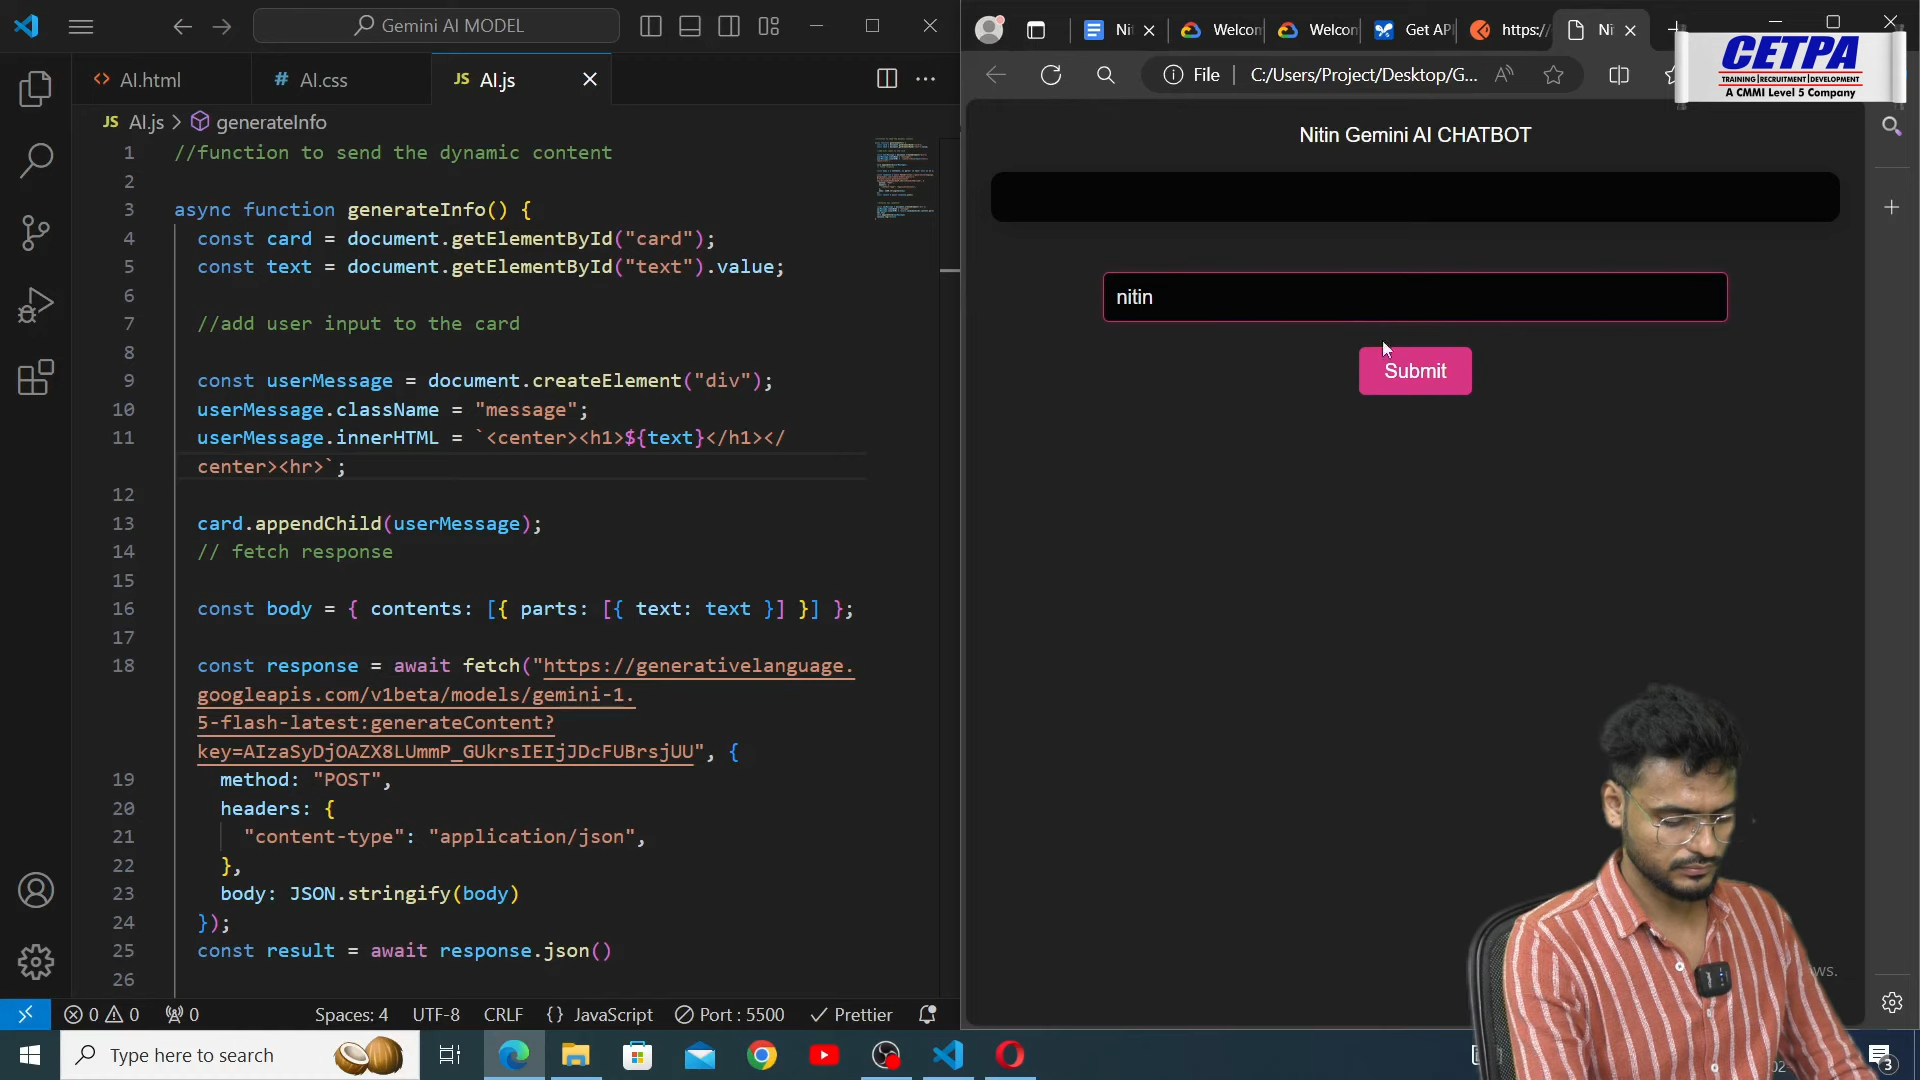 Gemini AI MODEL
AI.html
# AI.css
JS AI.js
JS AI.js > generateInfo
1 //function to send the dynamic content
2
3 async function generateInfo() {
4 const card = document.getElementById("card");
5 const text = document.getElementById("text").value;
6
7 //add user input to the card
8
9 const userMessage = document.createElement("div");
10 userMessage.className = "message";
11 userMessage.innerHTML = `<center><h1>${text}</h1></
center><hr>`;
12
13 card.appendChild(userMessage);
14 // fetch response
15
16 const body = { contents: [{ parts: [{ text: text }] }] };
17
18 const response = await fetch("https://generativelanguage.
googleapis.com/v1beta/models/gemini-1.
5-flash-latest:generateContent?
key=AIzaSyDjOAZX8LUmmP_GUkrsIEIjJDcFUBrsjUU", {
19 method: "POST",
20 headers: {
21 "content-type": "application/json",
22 },
23 body: JSON.stringify(body)
24 });
25 const result = await response.json()
26
0 0 0
Spaces: 4 UTF-8 CRLF {} JavaScript Port : 5500 Prettier
Type here to search
Welcom
Welcom
Get AP
https:/
File C:/Users/Project/Desktop/G...
CETPA
TRAINING|RECRUITMENT|DEVELOPMENT
A CMMI Level 5 Company
Nitin Gemini AI CHATBOT
nitin
Submit
ws.
3